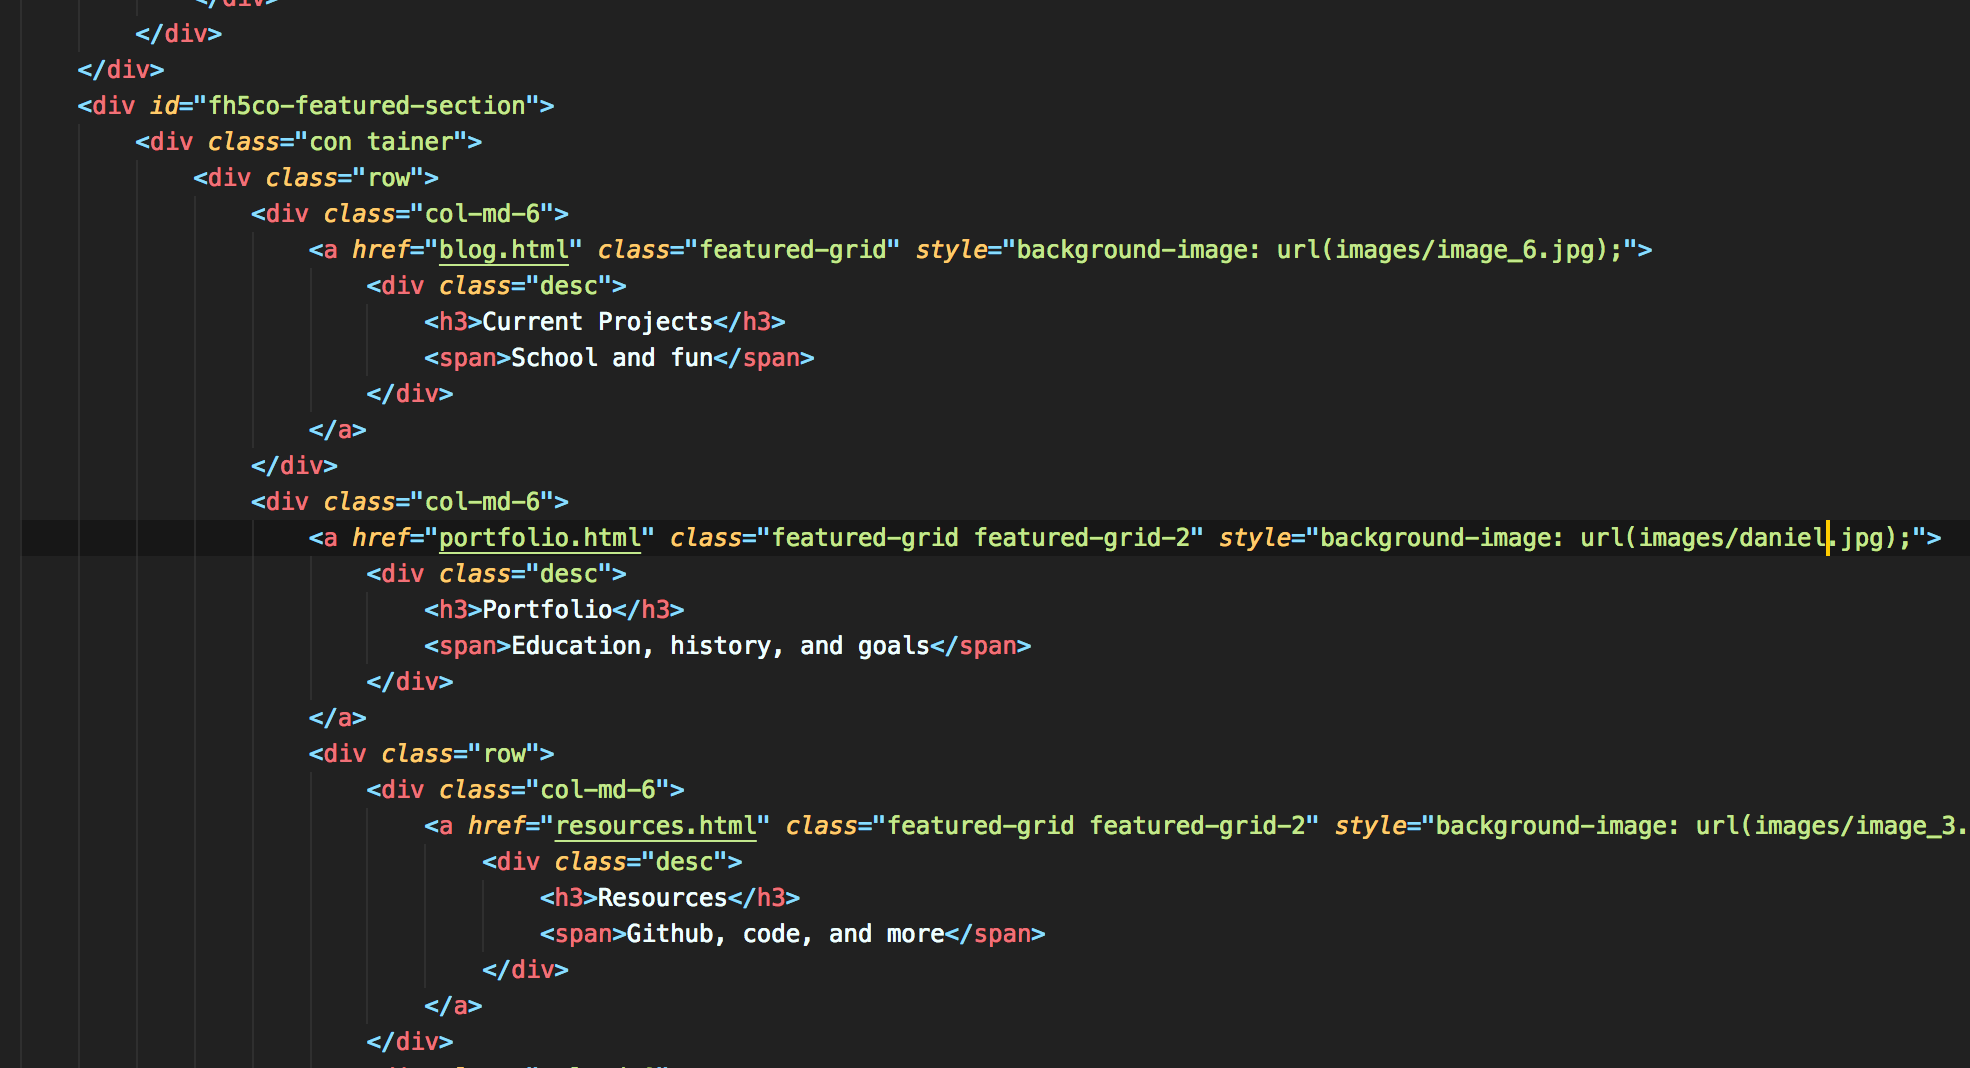 </div>
</div>
</div>
<div id="fh5co-featured-section">
<div class="con tainer">
<div class="row">
<div class="col-md-6">
<a href="blog.html" class="featured-grid" style="background-image: url(images/image_6.jpg);">
<div class="desc">
<h3>Current Projects</h3>
<span>School and fun</span>
</div>
</a>
</div>
<div class="col-md-6">
<a href="portfolio.html" class="featured-grid featured-grid-2" style="background-image: url(images/daniel.jpg);">
<div class="desc">
<h3>Portfolio</h3>
<span>Education, history, and goals</span>
</div>
</a>
<div class="row">
<div class="col-md-6">
<a href="resources.html" class="featured-grid featured-grid-2" style="background-image: url(images/image_3.
<div class="desc">
<h3>Resources</h3>
<span>Github, code, and more</span>
</div>
</a>
</div>